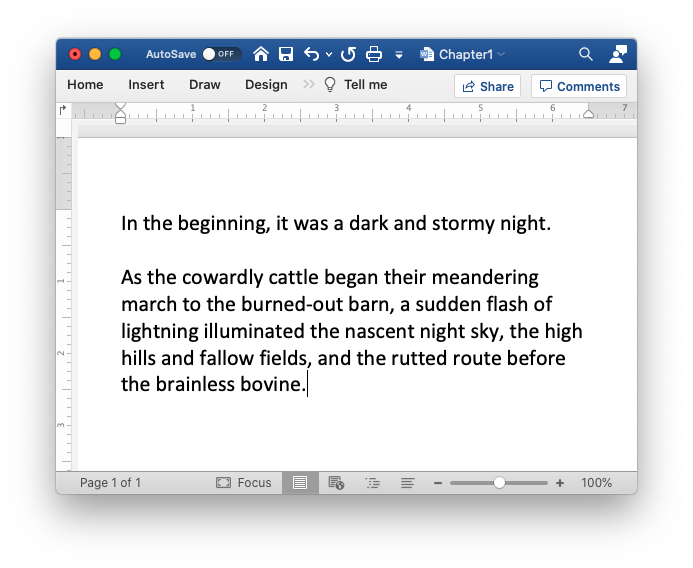 AutoSave OFF Chapter1
Home Insert Draw Design Tell me Share Comments
1 2 3 4 5 6 7
In the beginning, it was a dark and stormy night.
As the cowardly cattle began their meandering
march to the burned-out barn, a sudden flash of
lightning illuminated the nascent night sky, the high
hills and fallow fields, and the rutted route before
the brainless bovine.
1
2
3
Page 1 of 1 Focus 100%